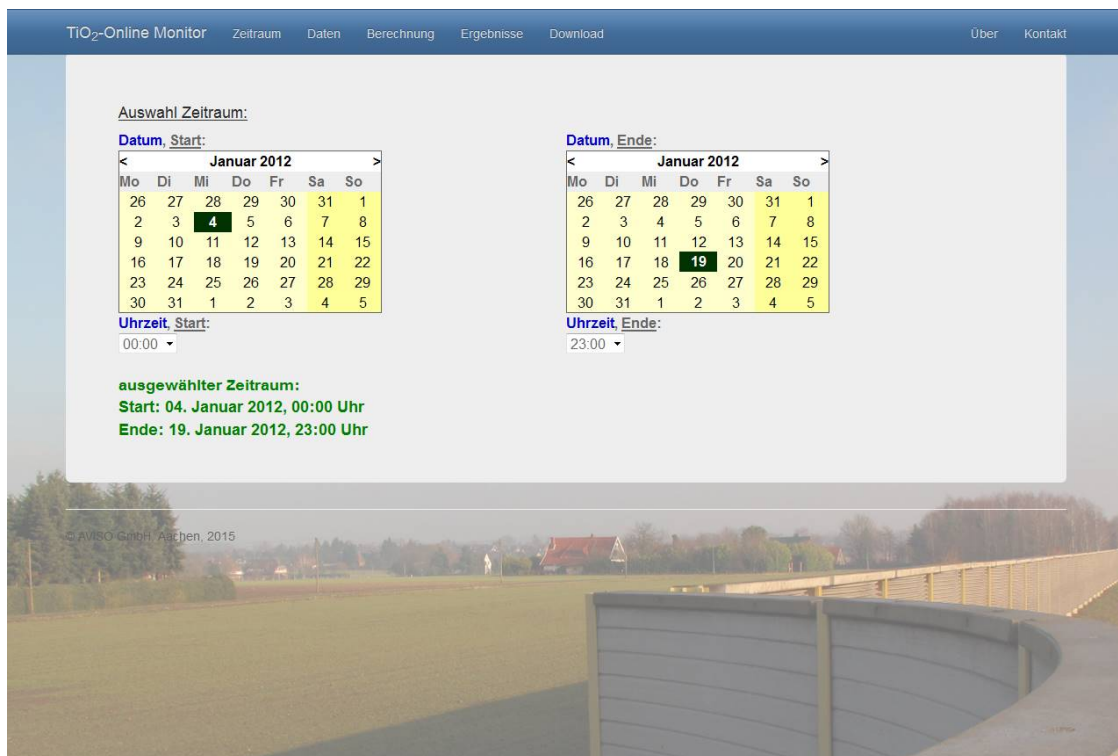 TiO₂-Online Monitor Zeitraum Daten Berechnung Ergebnisse Download Über Kontakt
Auswahl Zeitraum:
Datum, Start:
< Januar 2012 >
Mo Di Mi Do Fr Sa So
26 27 28 29 30 31 1
2 3 4 5 6 7 8
9 10 11 12 13 14 15
16 17 18 19 20 21 22
23 24 25 26 27 28 29
30 31 1 2 3 4 5
Uhrzeit, Start:
00:00
Datum, Ende:
< Januar 2012 >
Mo Di Mi Do Fr Sa So
26 27 28 29 30 31 1
2 3 4 5 6 7 8
9 10 11 12 13 14 15
16 17 18 19 20 21 22
23 24 25 26 27 28 29
30 31 1 2 3 4 5
Uhrzeit, Ende:
23:00
ausgewählter Zeitraum:
Start: 04. Januar 2012, 00:00 Uhr
Ende: 19. Januar 2012, 23:00 Uhr
© AVISO GmbH, Aachen, 2015